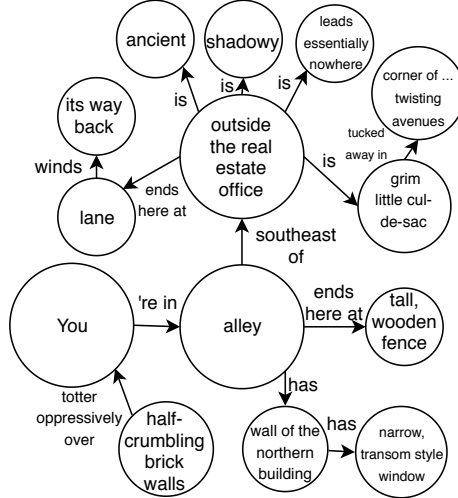 ancient
shadowy
leads
essentially
nowhere
corner of ...
twisting
avenues
is
is
is
its way
back
outside
the real
estate
office
tucked
away in
winds
is
ends
here at
lane
grim
little cul-
de-sac
southeast
of
You
're in
alley
ends
here at
tall,
wooden
fence
totter
oppressively
over
has
half-
crumbling
brick
walls
wall of the
northern
building
has
narrow,
transom style
window